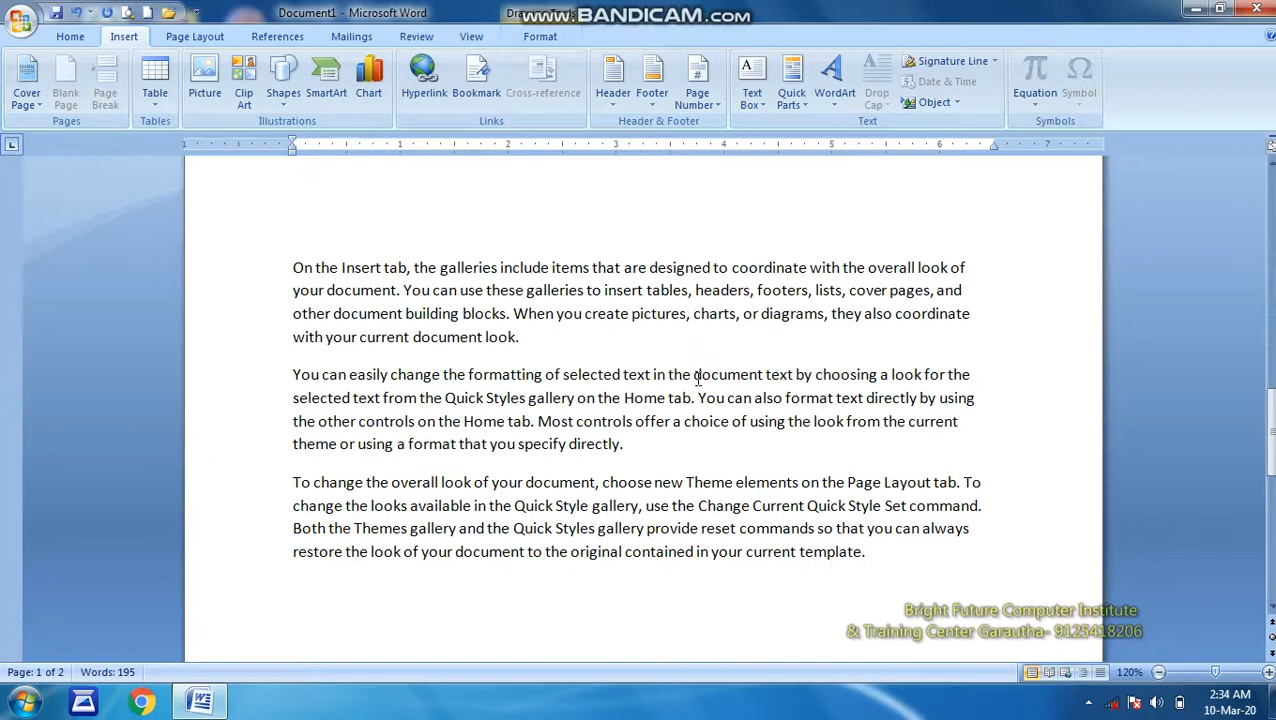 Document1 - Microsoft Word
www.BANDICAM.com
Home Insert Page Layout References Mailings Review View Format
Cover Page
Blank Page
Page Break
Table
Picture
Clip Art
Shapes
SmartArt
Chart
Hyperlink
Bookmark
Cross-reference
Header
Footer
Page Number
Text Box
Quick Parts
WordArt
Drop Cap
Signature Line
Date & Time
Object
Equation
Symbol
Pages Tables Illustrations Links Header & Footer Text Symbols
1 1 2 3 4 5 6 7
On the Insert tab, the galleries include items that are designed to coordinate with the overall look of
your document. You can use these galleries to insert tables, headers, footers, lists, cover pages, and
other document building blocks. When you create pictures, charts, or diagrams, they also coordinate
with your current document look.
You can easily change the formatting of selected text in the document text by choosing a look for the
selected text from the Quick Styles gallery on the Home tab. You can also format text directly by using
the other controls on the Home tab. Most controls offer a choice of using the look from the current
theme or using a format that you specify directly.
To change the overall look of your document, choose new Theme elements on the Page Layout tab. To
change the looks available in the Quick Style gallery, use the Change Current Quick Style Set command.
Both the Themes gallery and the Quick Styles gallery provide reset commands so that you can always
restore the look of your document to the original contained in your current template.
Bright Future Computer Institute
& Training Center Garautha- 9125418206
Page: 1 of 2 Words: 195 120%
2:34 AM
10-Mar-20